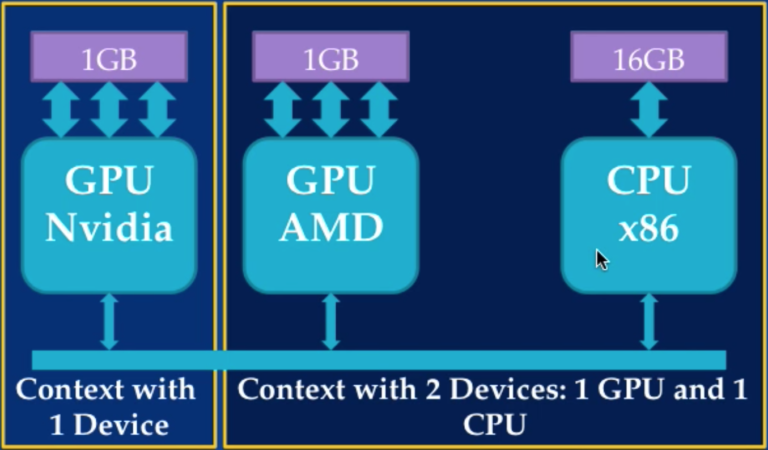 1GB
1GB
16GB
GPU
Nvidia
GPU
AMD
CPU
x86
Context with
1 Device
Context with 2 Devices: 1 GPU and 1
CPU